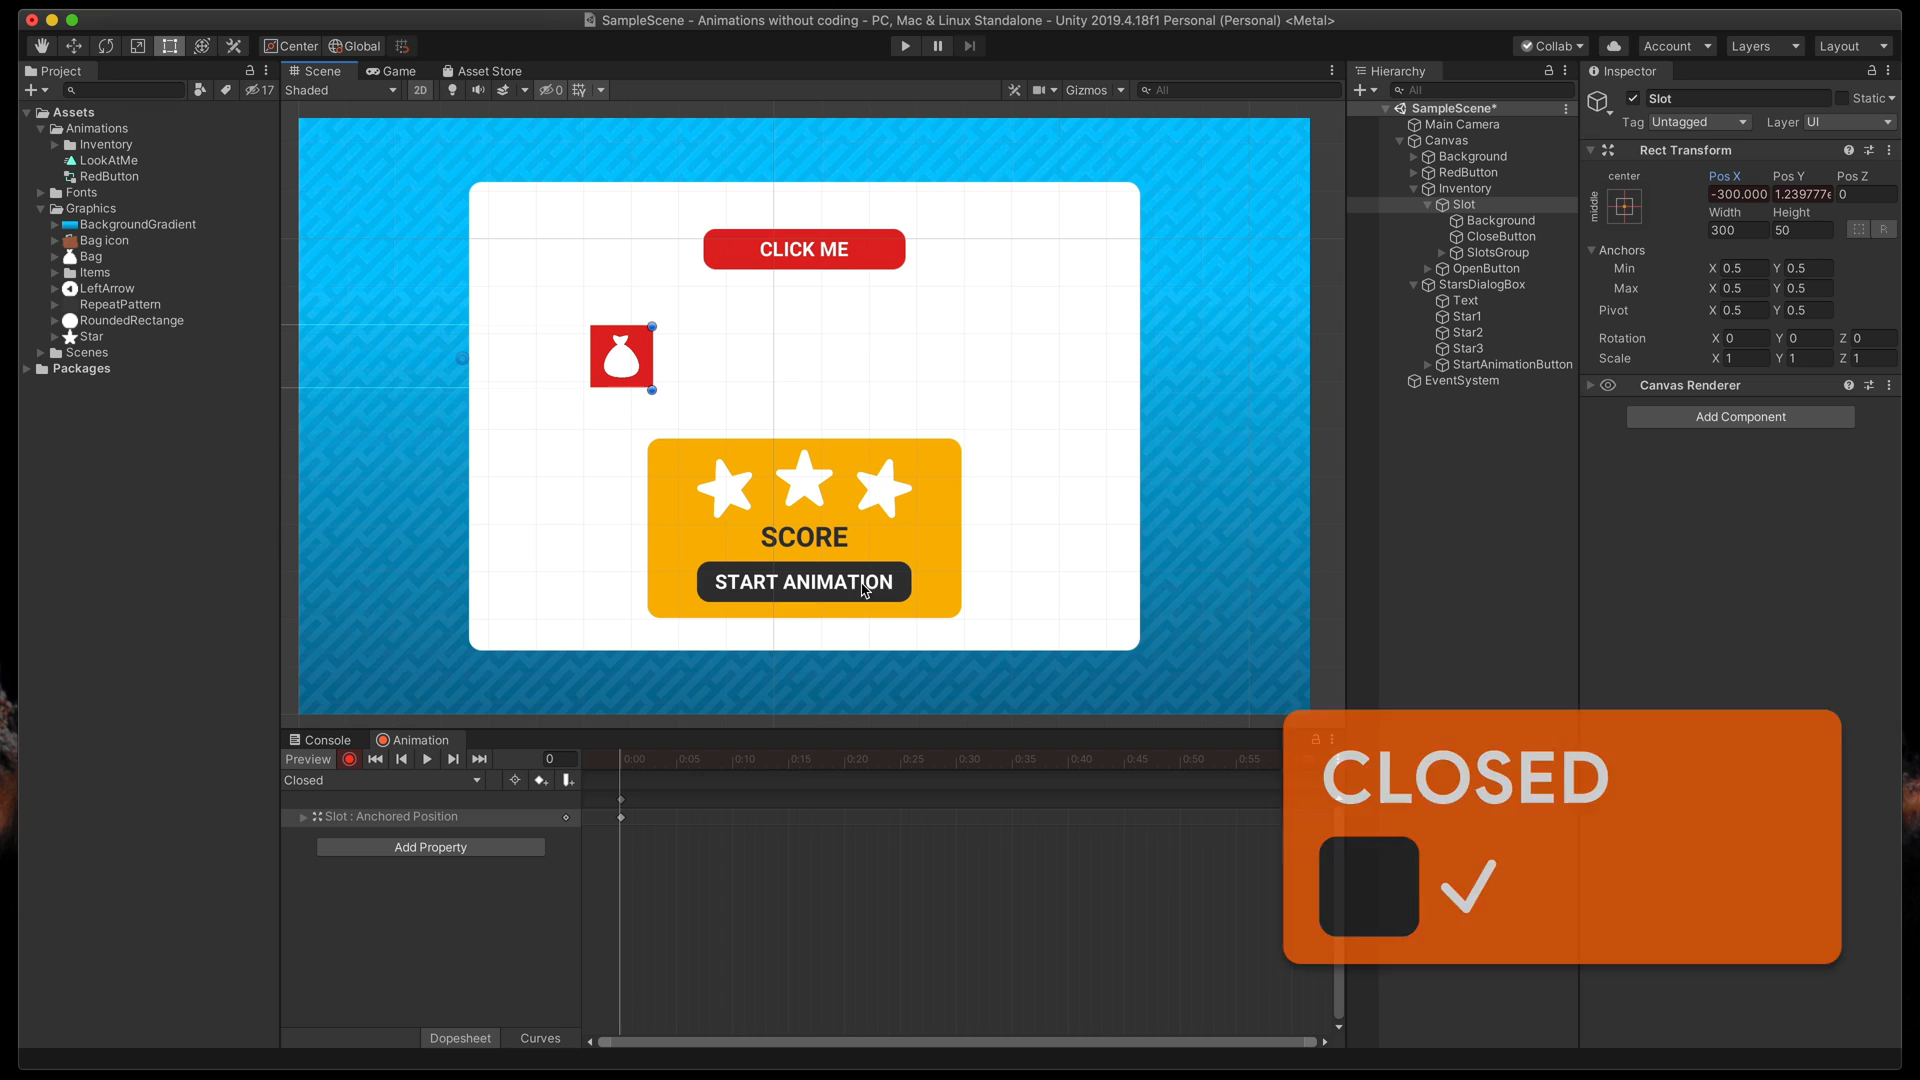 SampleScene - Animations without coding - PC, Mac & Linux Standalone - Unity 2019.4.18f1 Personal (Personal) <Metal>
Center Global
Collab Account Layers Layout
Project
17
Assets
Animations
Inventory
LookAtMe
RedButton
Fonts
Graphics
BackgroundGradient
Bag icon
Bag
Items
LeftArrow
RepeatPattern
RoundedRectange
Star
Scenes
Packages
Scene Game Asset Store
Shaded 2D 0 Gizmos All
CLICK ME
SCORE
START ANIMATION
Console Animation
Preview 0 0:00 0:05 0:10 0:15 0:20 0:25 0:30 0:35 0:40 0:45 0:50 0:55
Closed
Slot : Anchored Position
Add Property
Dopesheet Curves
Hierarchy
All
SampleScene*
Main Camera
Canvas
Background
RedButton
Inventory
Slot
Background
CloseButton
SlotsGroup
OpenButton
StarsDialogBox
Text
Star1
Star2
Star3
StartAnimationButton
EventSystem
Inspector
Slot Static
Tag Untagged Layer UI
Rect Transform
center Pos X Pos Y Pos Z
middle -300.000 1.239777e 0
Width Height
300 50 R
Anchors
Min X 0.5 Y 0.5
Max X 0.5 Y 0.5
Pivot X 0.5 Y 0.5
Rotation X 0 Y 0 Z 0
Scale X 1 Y 1 Z 1
Canvas Renderer
Add Component
CLOSED